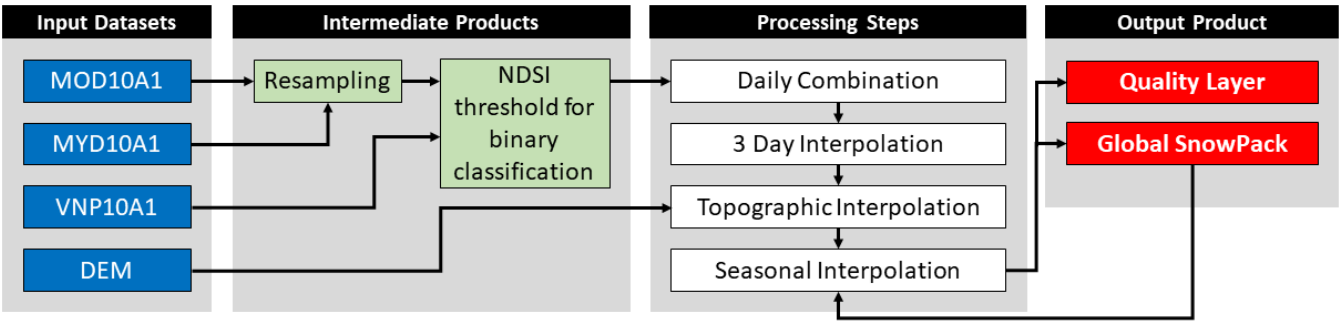 Input Datasets
Intermediate Products
Processing Steps
Output Product
MOD10A1
MYD10A1
VNP10A1
DEM
Resampling
NDSI
threshold for
binary
classification
Daily Combination
3 Day Interpolation
Topographic Interpolation
Seasonal Interpolation
Quality Layer
Global SnowPack